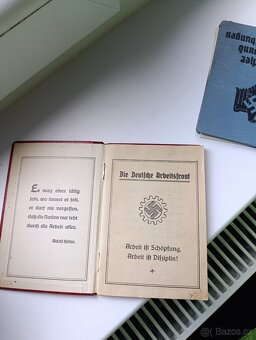 Es mag einer tätig
sein, wo immer er soll,
er darf nie vergessen,
daß die Nation nur lebt
durch die Arbeit aller.
Adolf Hitler.
Die Deutsche Arbeitsfront
Arbeit ist Schöpfung,
Arbeit ist Disziplin!
sbazar.cz